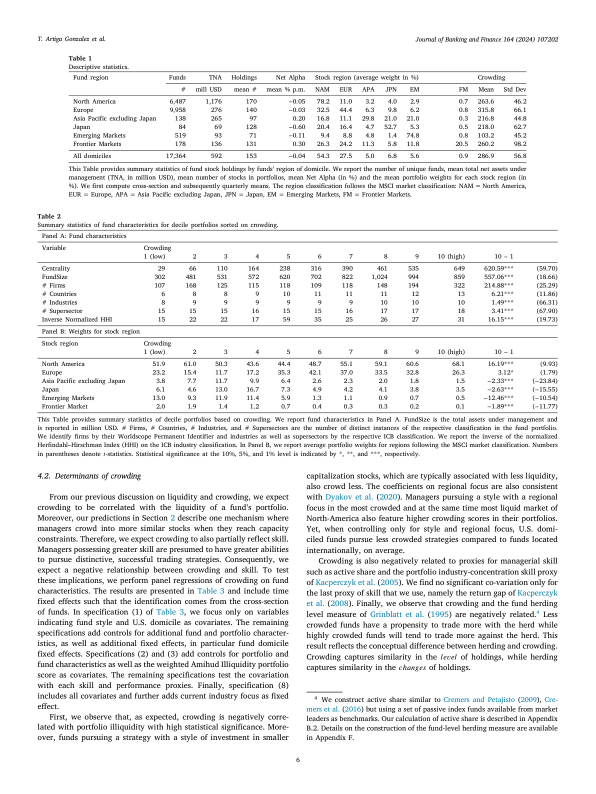 T. Artiga Gonzalez et al.
Journal of Banking and Finance 164 (2024) 107202
Table 1
Descriptive statistics.
Fund region Funds TNA Holdings Net Alpha Stock region (average weight in %) Crowding
# mill USD mean # mean % p.m. NAM EUR APA JPN EM FM Mean Std Dev
North America 6,487 1,176 170 −0.05 78.2 11.0 3.2 4.0 2.9 0.7 263.6 46.2
Europe 9,958 276 140 −0.03 32.5 44.4 6.3 9.8 6.2 0.8 315.8 66.1
Asia Pacific excluding Japan 138 265 97 0.20 16.8 11.1 29.8 21.0 21.0 0.3 216.8 44.8
Japan 84 69 128 −0.60 20.4 16.4 4.7 52.7 5.3 0.5 218.0 62.7
Emerging Markets 519 93 71 −0.11 9.4 8.8 4.8 1.4 74.8 0.8 103.2 45.2
Frontier Markets 178 136 131 0.30 24.3 24.2 11.3 5.8 11.8 20.5 260.2 98.2
All domiciles 17,364 592 153 −0.04 54.3 27.5 5.0 6.8 5.6 0.9 286.9 56.8
This Table provides summary statistics of fund stock holdings by funds' region of domicile. We report the number of unique funds, mean total net assets under
management (TNA, in million USD), mean number of stocks in portfolios, mean Net Alpha (in %) and the mean portfolio weights for each stock region (in
%). We first compute cross-section and subsequently quarterly means. The region classification follows the MSCI market classification: NAM = North America,
EUR = Europe, APA = Asia Pacific excluding Japan, JPN = Japan, EM = Emerging Markets, FM = Frontier Markets.
Table 2
Summary statistics of fund characteristics for decile portfolios sorted on crowding.
Panel A: Fund characteristics
Variable Crowding
1 (low) 2 3 4 5 6 7 8 9 10 (high) 10 − 1
Centrality 29 66 110 164 238 316 390 461 535 649 620.59*** (59.70)
FundSize 302 481 531 572 620 702 822 1,024 994 859 557.06*** (18.66)
# Firms 107 168 125 115 118 109 118 148 194 322 214.88*** (25.29)
# Countries 6 8 8 9 10 11 11 11 12 13 6.21*** (11.86)
# Industries 8 9 9 9 9 9 9 10 10 10 1.49*** (66.31)
# Supersector 15 15 15 16 15 15 16 17 17 18 3.41*** (67.90)
Inverse Normalized HHI 15 22 22 17 59 35 25 26 27 31 16.15*** (19.73)
Panel B: Weights for stock region
Stock region Crowding
1 (low) 2 3 4 5 6 7 8 9 10 (high) 10 − 1
North America 51.9 61.0 50.3 43.6 44.4 48.7 55.1 59.1 60.6 68.1 16.19*** (9.93)
Europe 23.2 15.4 11.7 17.2 35.3 42.1 37.0 33.5 32.8 26.3 3.12* (1.79)
Asia Pacific excluding Japan 3.8 7.7 11.7 9.9 6.4 2.6 2.3 2.0 1.8 1.5 −2.33*** (−23.84)
Japan 6.1 4.6 13.0 16.7 7.3 4.9 4.2 4.1 3.8 3.5 −2.63*** (−15.55)
Emerging Markets 13.0 9.3 11.9 11.4 5.9 1.3 1.1 0.9 0.7 0.5 −12.46*** (−10.54)
Frontier Market 2.0 1.9 1.4 1.2 0.7 0.4 0.3 0.3 0.2 0.1 −1.89*** (−11.77)
This Table provides summary statistics of decile portfolios based on crowding. We report fund characteristics in Panel A. FundSize is the total assets under management and
is reported in million USD. # Firms, # Countries, # Industries, and # Supersectors are the number of distinct instances of the respective classification in the fund portfolio.
We identify firms by their Worldscope Permanent Identifier and industries as well as supersectors by the respective ICB classification. We report the inverse of the normalized
Herfindahl–Hirschman Index (HHI) on the ICB industry classification. In Panel B, we report average portfolio weights for regions following the MSCI market classification. Numbers
in parentheses denote t-statistics. Statistical significance at the 10%, 5%, and 1% level is indicated by *, **, and ***, respectively.
4.2. Determinants of crowding
From our previous discussion on liquidity and crowding, we expect
crowding to be correlated with the liquidity of a fund's portfolio.
Moreover, our predictions in Section 2 describe one mechanism where
managers crowd into more similar stocks when they reach capacity
constraints. Therefore, we expect crowding to also partially reflect skill.
Managers possessing greater skill are presumed to have greater abilities
to pursue distinctive, successful trading strategies. Consequently, we
expect a negative relationship between crowding and skill. To test
these implications, we perform panel regressions of crowding on fund
characteristics. The results are presented in Table 3 and include time
fixed effects such that the identification comes from the cross-section
of funds. In specification (1) of Table 3, we focus only on variables
indicating fund style and U.S. domicile as covariates. The remaining
specifications add controls for additional fund and portfolio character-
istics, as well as additional fixed effects, in particular fund domicile
fixed effects. Specifications (2) and (3) add controls for portfolio and
fund characteristics as well as the weighted Amihud Illiquidity portfolio
score as covariates. The remaining specifications test the covariation
with each skill and performance proxies. Finally, specification (8)
includes all covariates and further adds current industry focus as fixed
effect.
First, we observe that, as expected, crowding is negatively corre-
lated with portfolio illiquidity with high statistical significance. More-
over, funds pursuing a strategy with a style of investment in smaller
capitalization stocks, which are typically associated with less liquidity,
also crowd less. The coefficients on regional focus are also consistent
with Dyakov et al. (2020). Managers pursuing a style with a regional
focus in the most crowded and at the same time most liquid market of
North-America also feature higher crowding scores in their portfolios.
Yet, when controlling only for style and regional focus, U.S. domi-
ciled funds pursue less crowded strategies compared to funds located
internationally, on average.
Crowding is also negatively related to proxies for managerial skill
such as active share and the portfolio industry-concentration skill proxy
of Kacperczyk et al. (2005). We find no significant co-variation only for
the last proxy of skill that we use, namely the return gap of Kacperczyk
et al. (2008). Finally, we observe that crowding and the fund herding
level measure of Grinblatt et al. (1995) are negatively related.4 Less
crowded funds have a propensity to trade more with the herd while
highly crowded funds will tend to trade more against the herd. This
result reflects the conceptual difference between herding and crowding.
Crowding captures similarity in the level of holdings, while herding
captures similarity in the changes of holdings.
4 We construct active share similar to Cremers and Petajisto (2009), Cre-
mers et al. (2016) but using a set of passive index funds available from market
leaders as benchmarks. Our calculation of active share is described in Appendix
B.2. Details on the construction of the fund-level herding measure are available
in Appendix F.
6